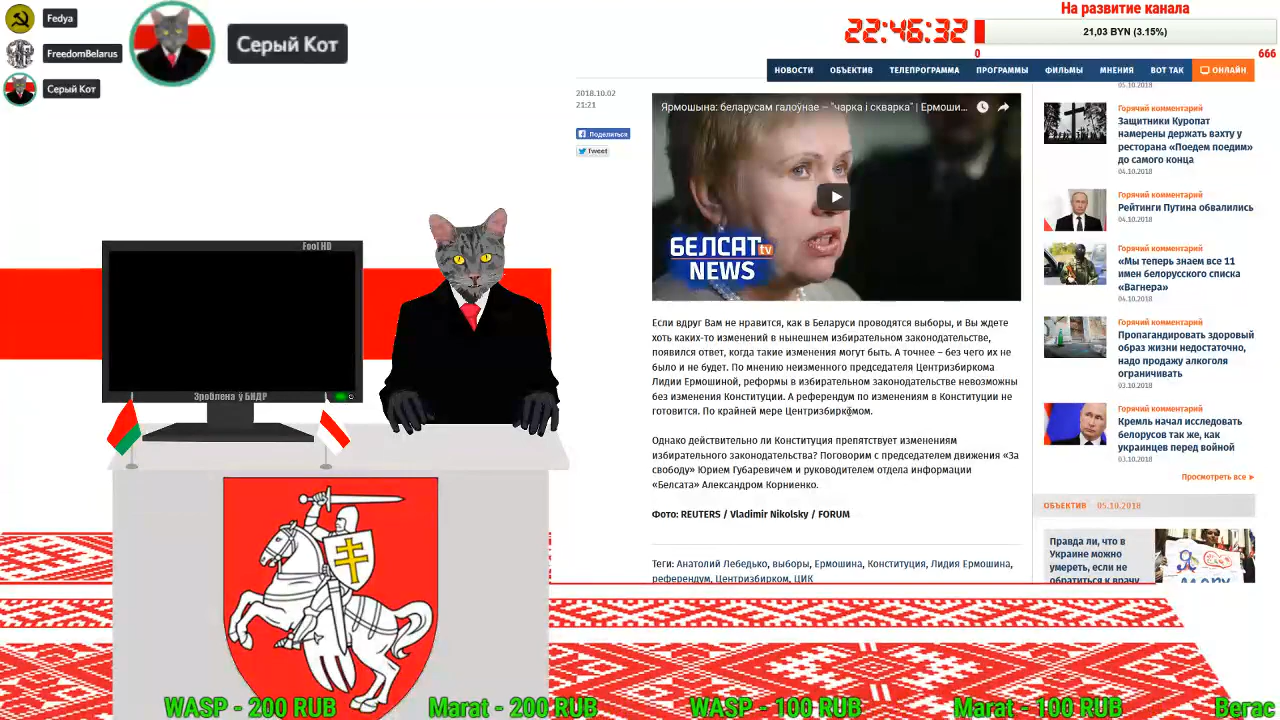 Fedya
FreedomBelarus
Серый Кот
Серый Кот
22:46:32
На развитие канала
21,03 BYN (3.15%)
0
666
НОВОСТИ ОБЪЕКТИВ ТЕЛЕПРОГРАММА ПРОГРАММЫ ФИЛЬМЫ МНЕНИЯ ВОТ ТАК ОНЛАЙН
2018.10.02
21:21
Поделиться
Tweet
Ярмошына: беларусам галоўнае – "чарка і скварка" | Ермоши...
БЕЛСАТ tv
NEWS
Если вдруг Вам не нравится, как в Беларуси проводятся выборы, и Вы ждете
хоть каких-то изменений в нынешнем избирательном законодательстве,
появился ответ, когда такие изменения могут быть. А точнее – без чего их не
было и не будет. По мнению неизменного председателя Центризбиркома
Лидии Ермошиной, реформы в избирательном законодательстве невозможны
без изменения Конституции. А референдум по изменениям в Конституции не
готовится. По крайней мере Центризбирком.
Однако действительно ли Конституция препятствует изменениям
избирательного законодательства? Поговорим с председателем движения «За
свободу» Юрием Губаревичем и руководителем отдела информации
«Белсата» Александром Корниенко.
Фото: REUTERS / Vladimir Nikolsky / FORUM
Теги: Анатолий Лебедько, выборы, Ермошина, Конституция, Лидия Ермошина,
референдум, Центризбирком, ЦИК
05.10.2018
Горячий комментарий
Защитники Куропат
намерены держать вахту у
ресторана «Поедем поедим»
до самого конца
04.10.2018
Горячий комментарий
Рейтинги Путина обвалились
04.10.2018
Горячий комментарий
«Мы теперь знаем все 11
имен белорусского списка
«Вагнера»
04.10.2018
Горячий комментарий
Пропагандировать здоровый
образ жизни недостаточно,
надо продажу алкоголя
ограничивать
03.10.2018
Горячий комментарий
Кремль начал исследовать
белорусов так же, как
украинцев перед войной
03.10.2018
Просмотреть все
ОБЪЕКТИВ 05.10.2018
Правда ли, что в
Украине можно
умереть, если не
обратиться к врачу
Fool HD
Зроблена ў БНДР
WASP - 200 RUB Marat - 200 RUB WASP - 100 RUB Marat - 100 RUB Вегас